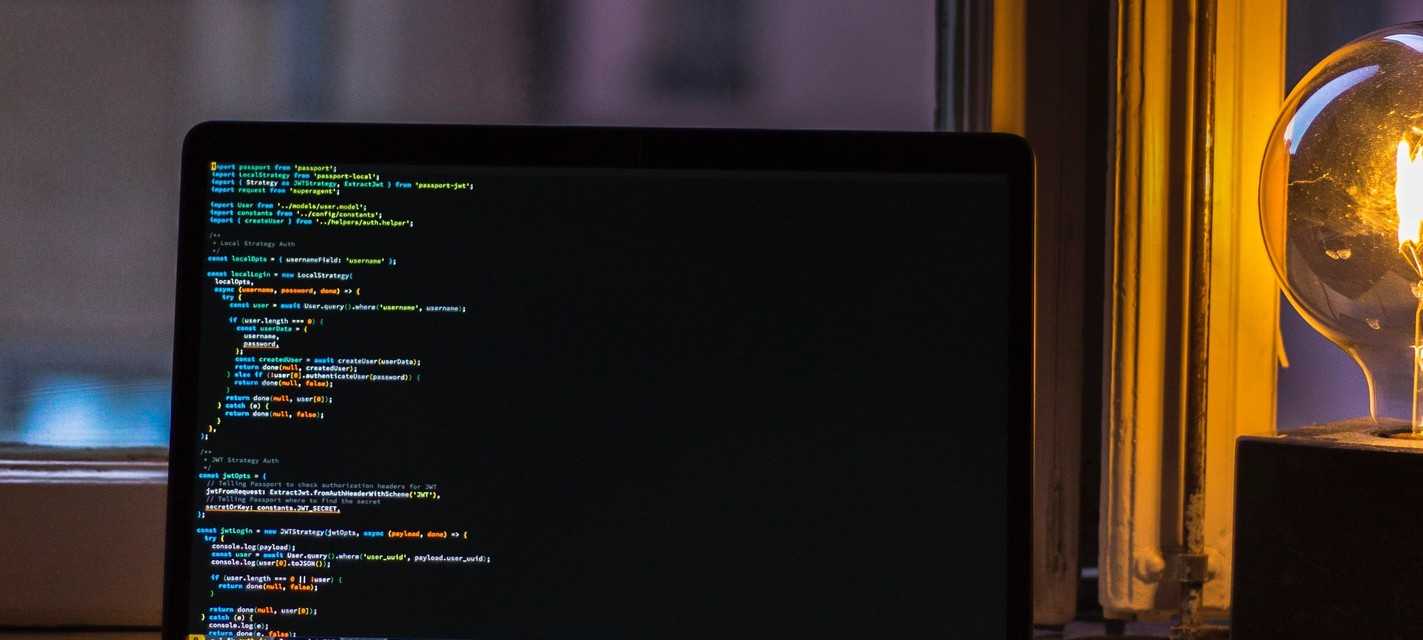 import passport from 'passport';
import LocalStrategy from 'passport-local';
import { Strategy as JWTStrategy, ExtractJwt } from 'passport-jwt';
import request from 'superagent';
import User from '../models/user.model';
import constants from '../config/constants';
import { createUser } from '../helpers/auth.helper';
/**
* Local Strategy Auth
*/
const localOpts = { usernameField: 'username' };
const localLogin = new LocalStrategy(
localOpts,
async (username, password, done) => {
try {
const user = await User.query().where('username', username);
if (user.length === 0) {
const userData = {
username,
password,
};
const createdUser = await createUser(userData);
return done(null, createdUser);
} else if (!user[0].authenticateUser(password)) {
return done(null, false);
}
return done(null, user[0]);
} catch (e) {
return done(null, false);
}
},
);
/**
* JWT Strategy Auth
*/
const jwtOpts = {
// Telling Passport to check authorization headers for JWT
jwtFromRequest: ExtractJwt.fromAuthHeaderWithScheme('JWT'),
// Telling Passport where to find the secret
secretOrKey: constants.JWT_SECRET,
};
const jwtLogin = new JWTStrategy(jwtOpts, async (payload, done) => {
try {
console.log(payload);
const user = await User.query().where('user_uuid', payload.user_uuid);
console.log(user[0].toJSON());
if (user.length === 0 || !user) {
return done(null, false);
}
return done(null, user[0]);
} catch (e) {
console.log(e);
return done(e, false);